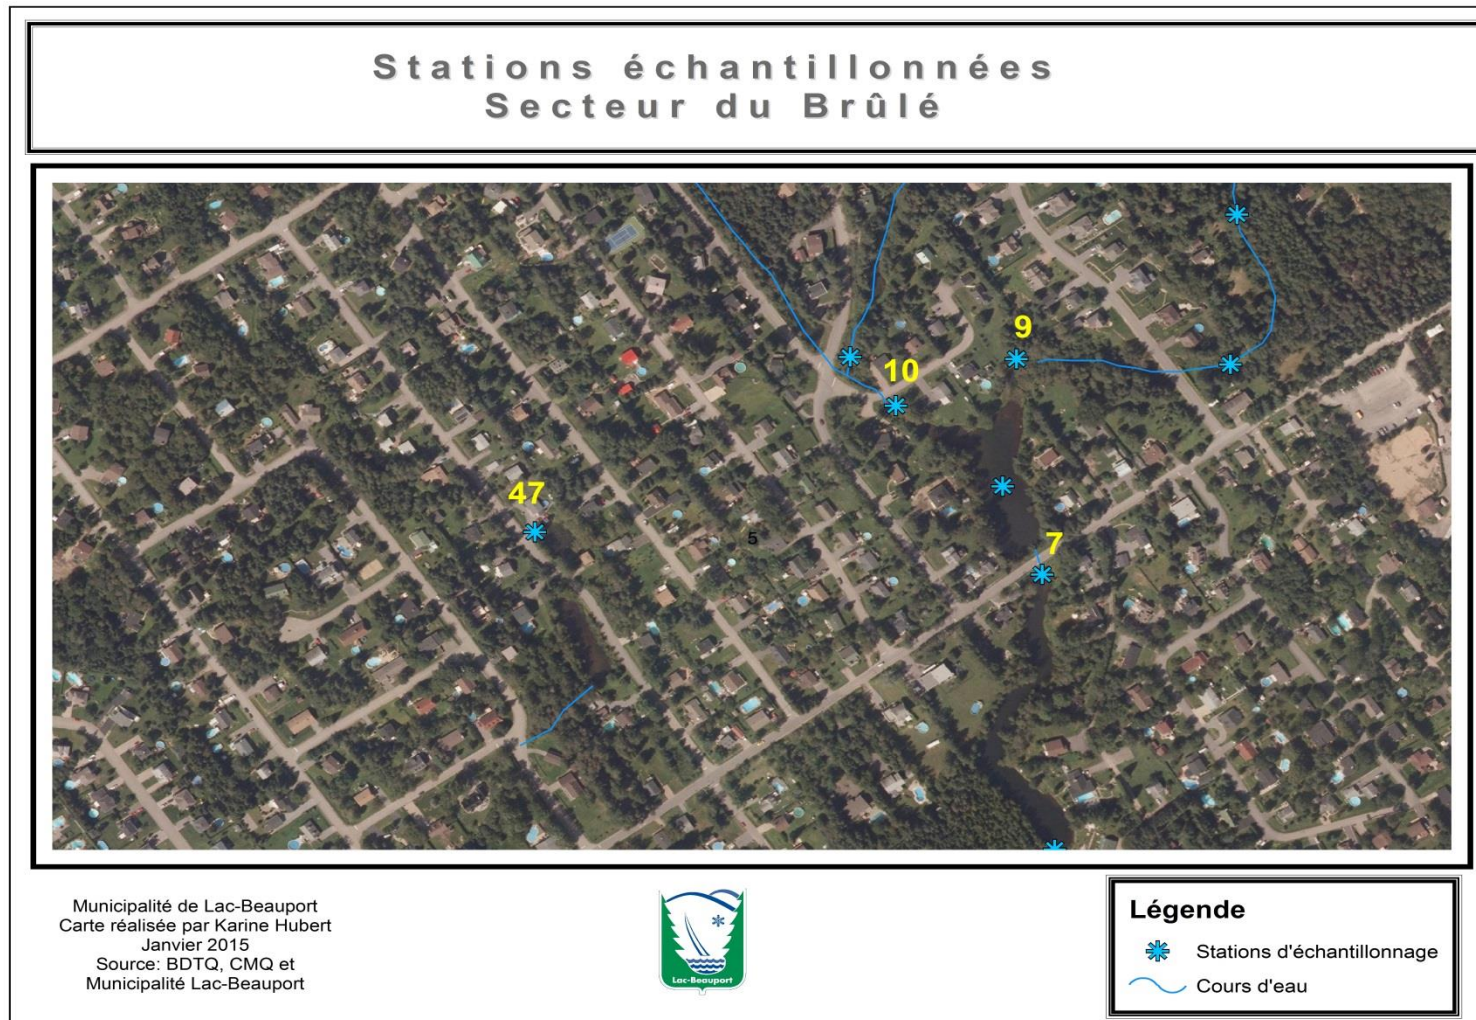 Stations échantillonnées
Secteur du Brûlé
9
10
47
5
7
Municipalité de Lac-Beauport
Carte réalisée par Karine Hubert
Janvier 2015
Source: BDTQ, CMQ et
Municipalité Lac-Beauport
Lac-Beauport
Légende
Stations d'échantillonnage
Cours d'eau